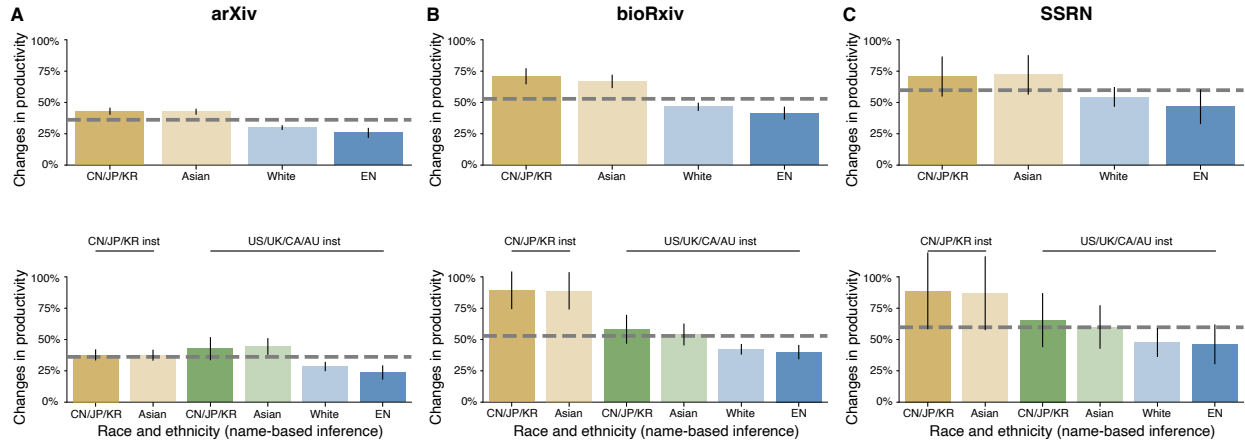 A arXiv
Changes in productivity
100%
75%
50%
25%
0%
CN/JP/KR Asian White EN
CN/JP/KR inst US/UK/CA/AU inst
Changes in productivity
100%
75%
50%
25%
0%
CN/JP/KR Asian CN/JP/KR Asian White EN
Race and ethnicity (name-based inference)
B bioRxiv
Changes in productivity
100%
75%
50%
25%
0%
CN/JP/KR Asian White EN
CN/JP/KR inst US/UK/CA/AU inst
Changes in productivity
100%
75%
50%
25%
0%
CN/JP/KR Asian CN/JP/KR Asian White EN
Race and ethnicity (name-based inference)
C SSRN
Changes in productivity
100%
75%
50%
25%
0%
CN/JP/KR Asian White EN
CN/JP/KR inst US/UK/CA/AU inst
Changes in productivity
100%
75%
50%
25%
0%
CN/JP/KR Asian CN/JP/KR Asian White EN
Race and ethnicity (name-based inference)